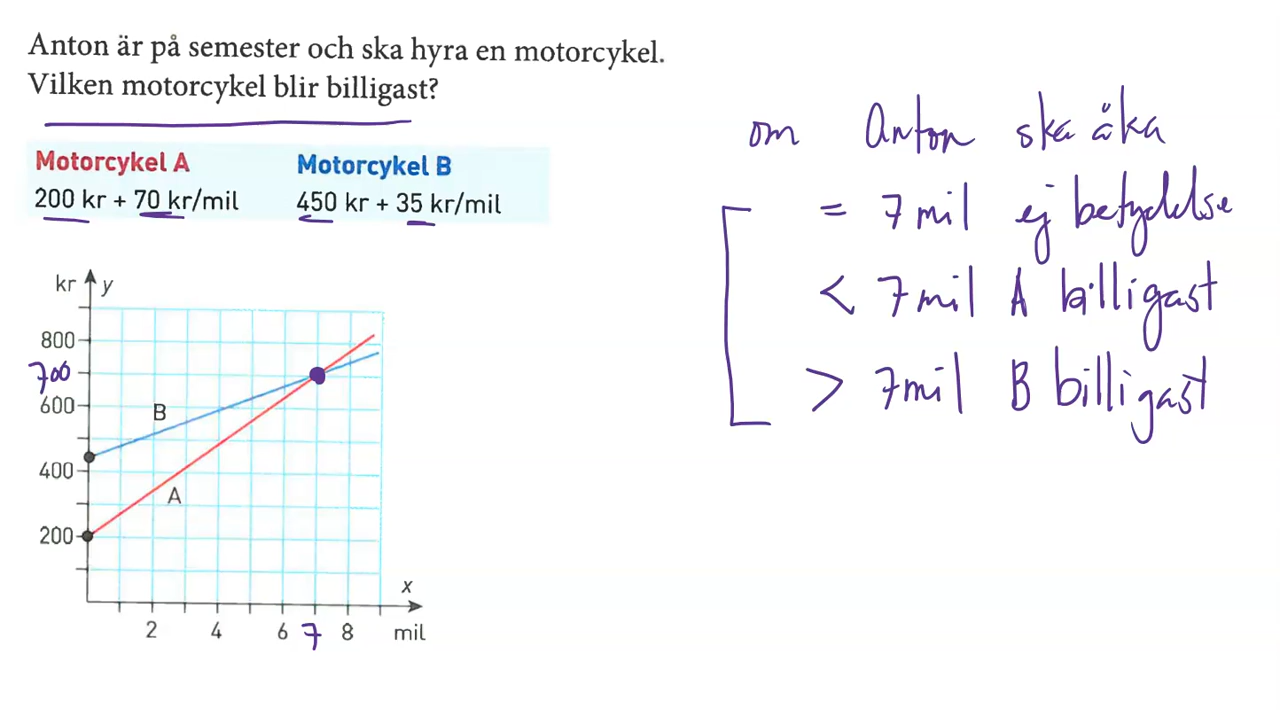 Anton är på semester och ska hyra en motorcykel.
Vilken motorcykel blir billigast?
Motorcykel A
200 kr + 70 kr/mil
Motorcykel B
450 kr + 35 kr/mil
kr y
800
700
600
400
200
B
A
x
2 4 6 7 8 mil
om Anton ska åka
= 7 mil ej betydelse
< 7 mil A billigast
> 7 mil B billigast